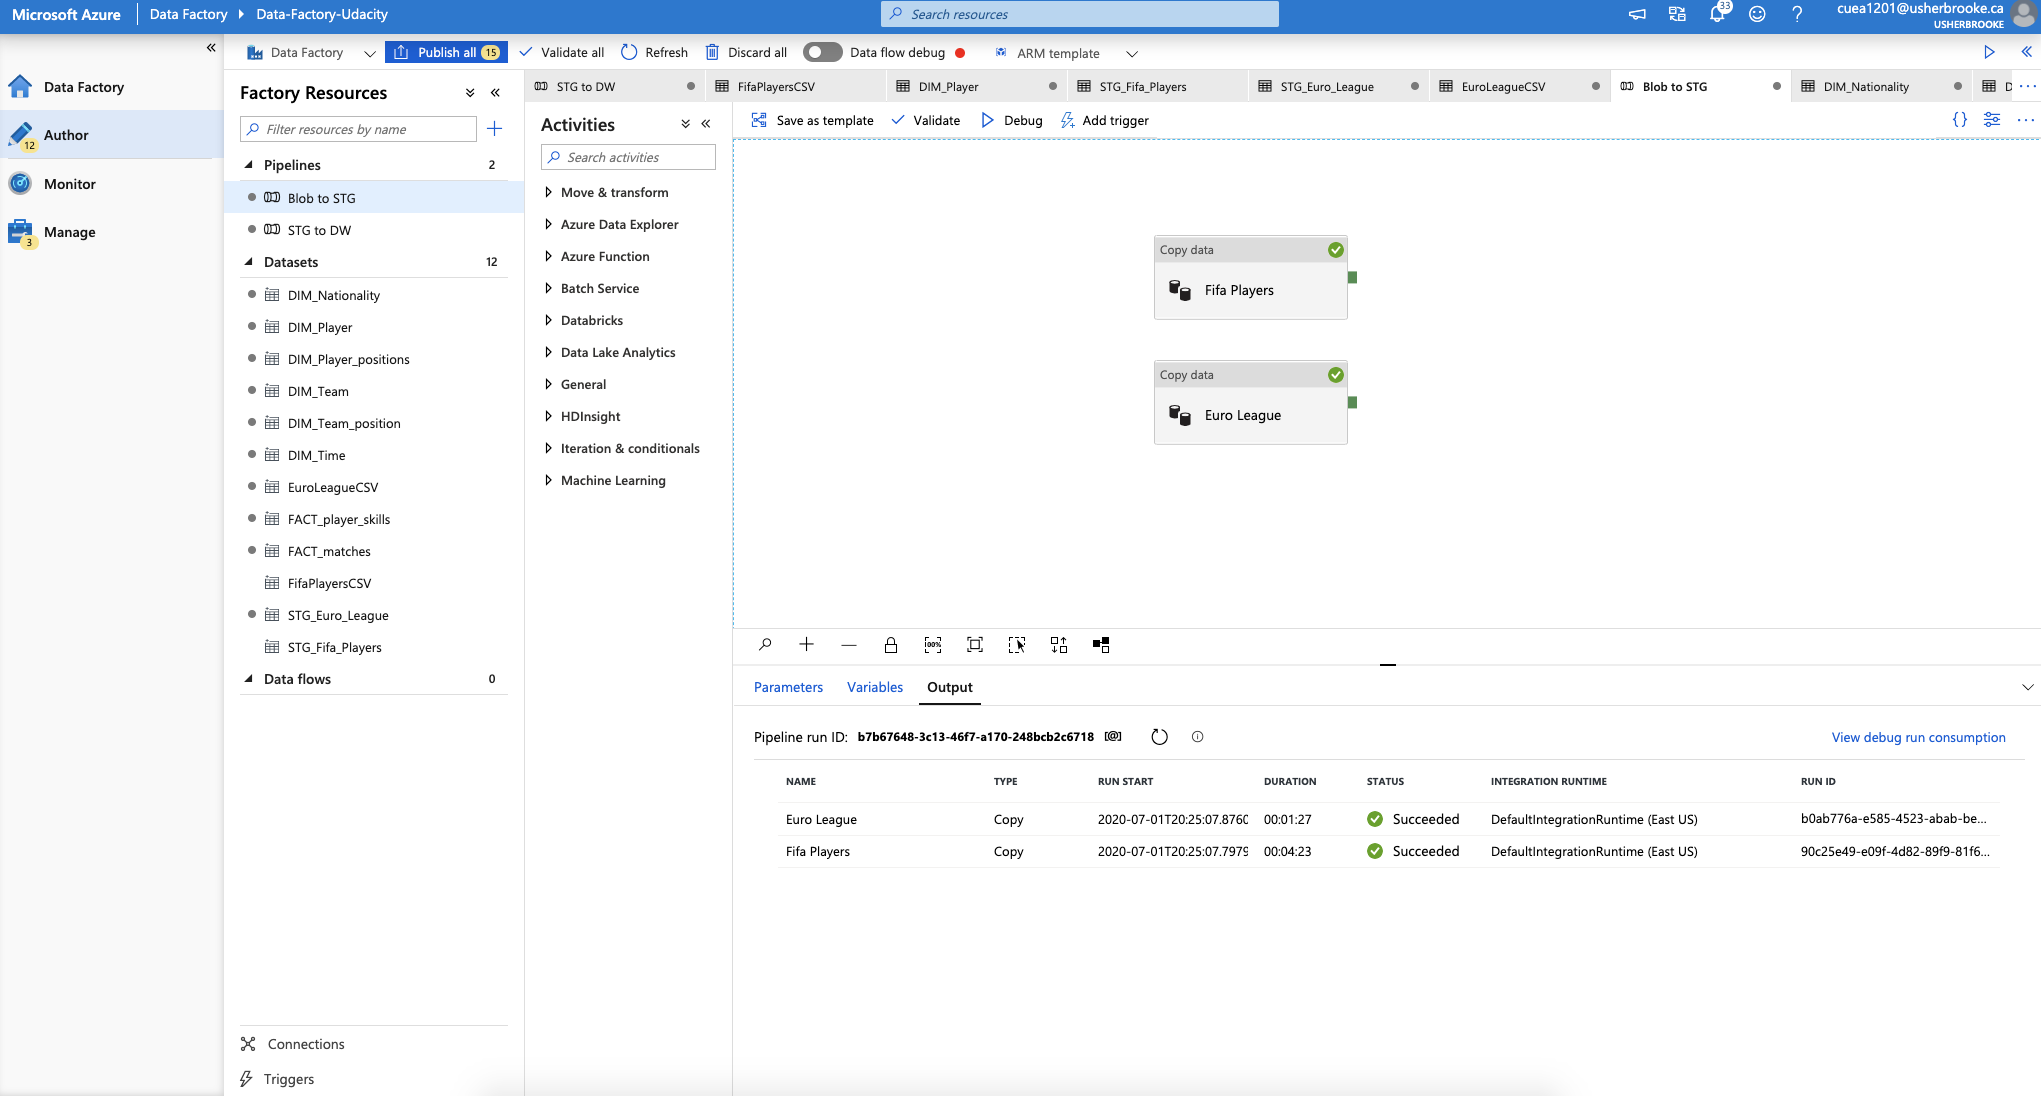 Microsoft Azure
Data Factory
Data-Factory-Udacity
Search resources
33
cuea1201@usherbrooke.ca
USHERBROOKE
Data Factory
Publish all 15
Validate all
Refresh
Discard all
Data flow debug
ARM template
Data Factory
Author
12
Monitor
Manage
3
Factory Resources
Filter resources by name
Pipelines 2
Blob to STG
STG to DW
Datasets 12
DIM_Nationality
DIM_Player
DIM_Player_positions
DIM_Team
DIM_Team_position
DIM_Time
EuroLeagueCSV
FACT_player_skills
FACT_matches
FifaPlayersCSV
STG_Euro_League
STG_Fifa_Players
Data flows 0
Connections
Triggers
STG to DW
FifaPlayersCSV
DIM_Player
STG_Fifa_Players
STG_Euro_League
EuroLeagueCSV
Blob to STG
DIM_Nationality
Activities
Search activities
Move & transform
Azure Data Explorer
Azure Function
Batch Service
Databricks
Data Lake Analytics
General
HDInsight
Iteration & conditionals
Machine Learning
Save as template
Validate
Debug
Add trigger
Copy data
Fifa Players
Copy data
Euro League
100%
Parameters Variables Output
Pipeline run ID: b7b67648-3c13-46f7-a170-248bcb2c6718
View debug run consumption
NAME TYPE RUN START DURATION STATUS INTEGRATION RUNTIME RUN ID
Euro League Copy 2020-07-01T20:25:07.8760 00:01:27 Succeeded DefaultIntegrationRuntime (East US) b0ab776a-e585-4523-abab-be...
Fifa Players Copy 2020-07-01T20:25:07.7979 00:04:23 Succeeded DefaultIntegrationRuntime (East US) 90c25e49-e09f-4d82-89f9-81f6...